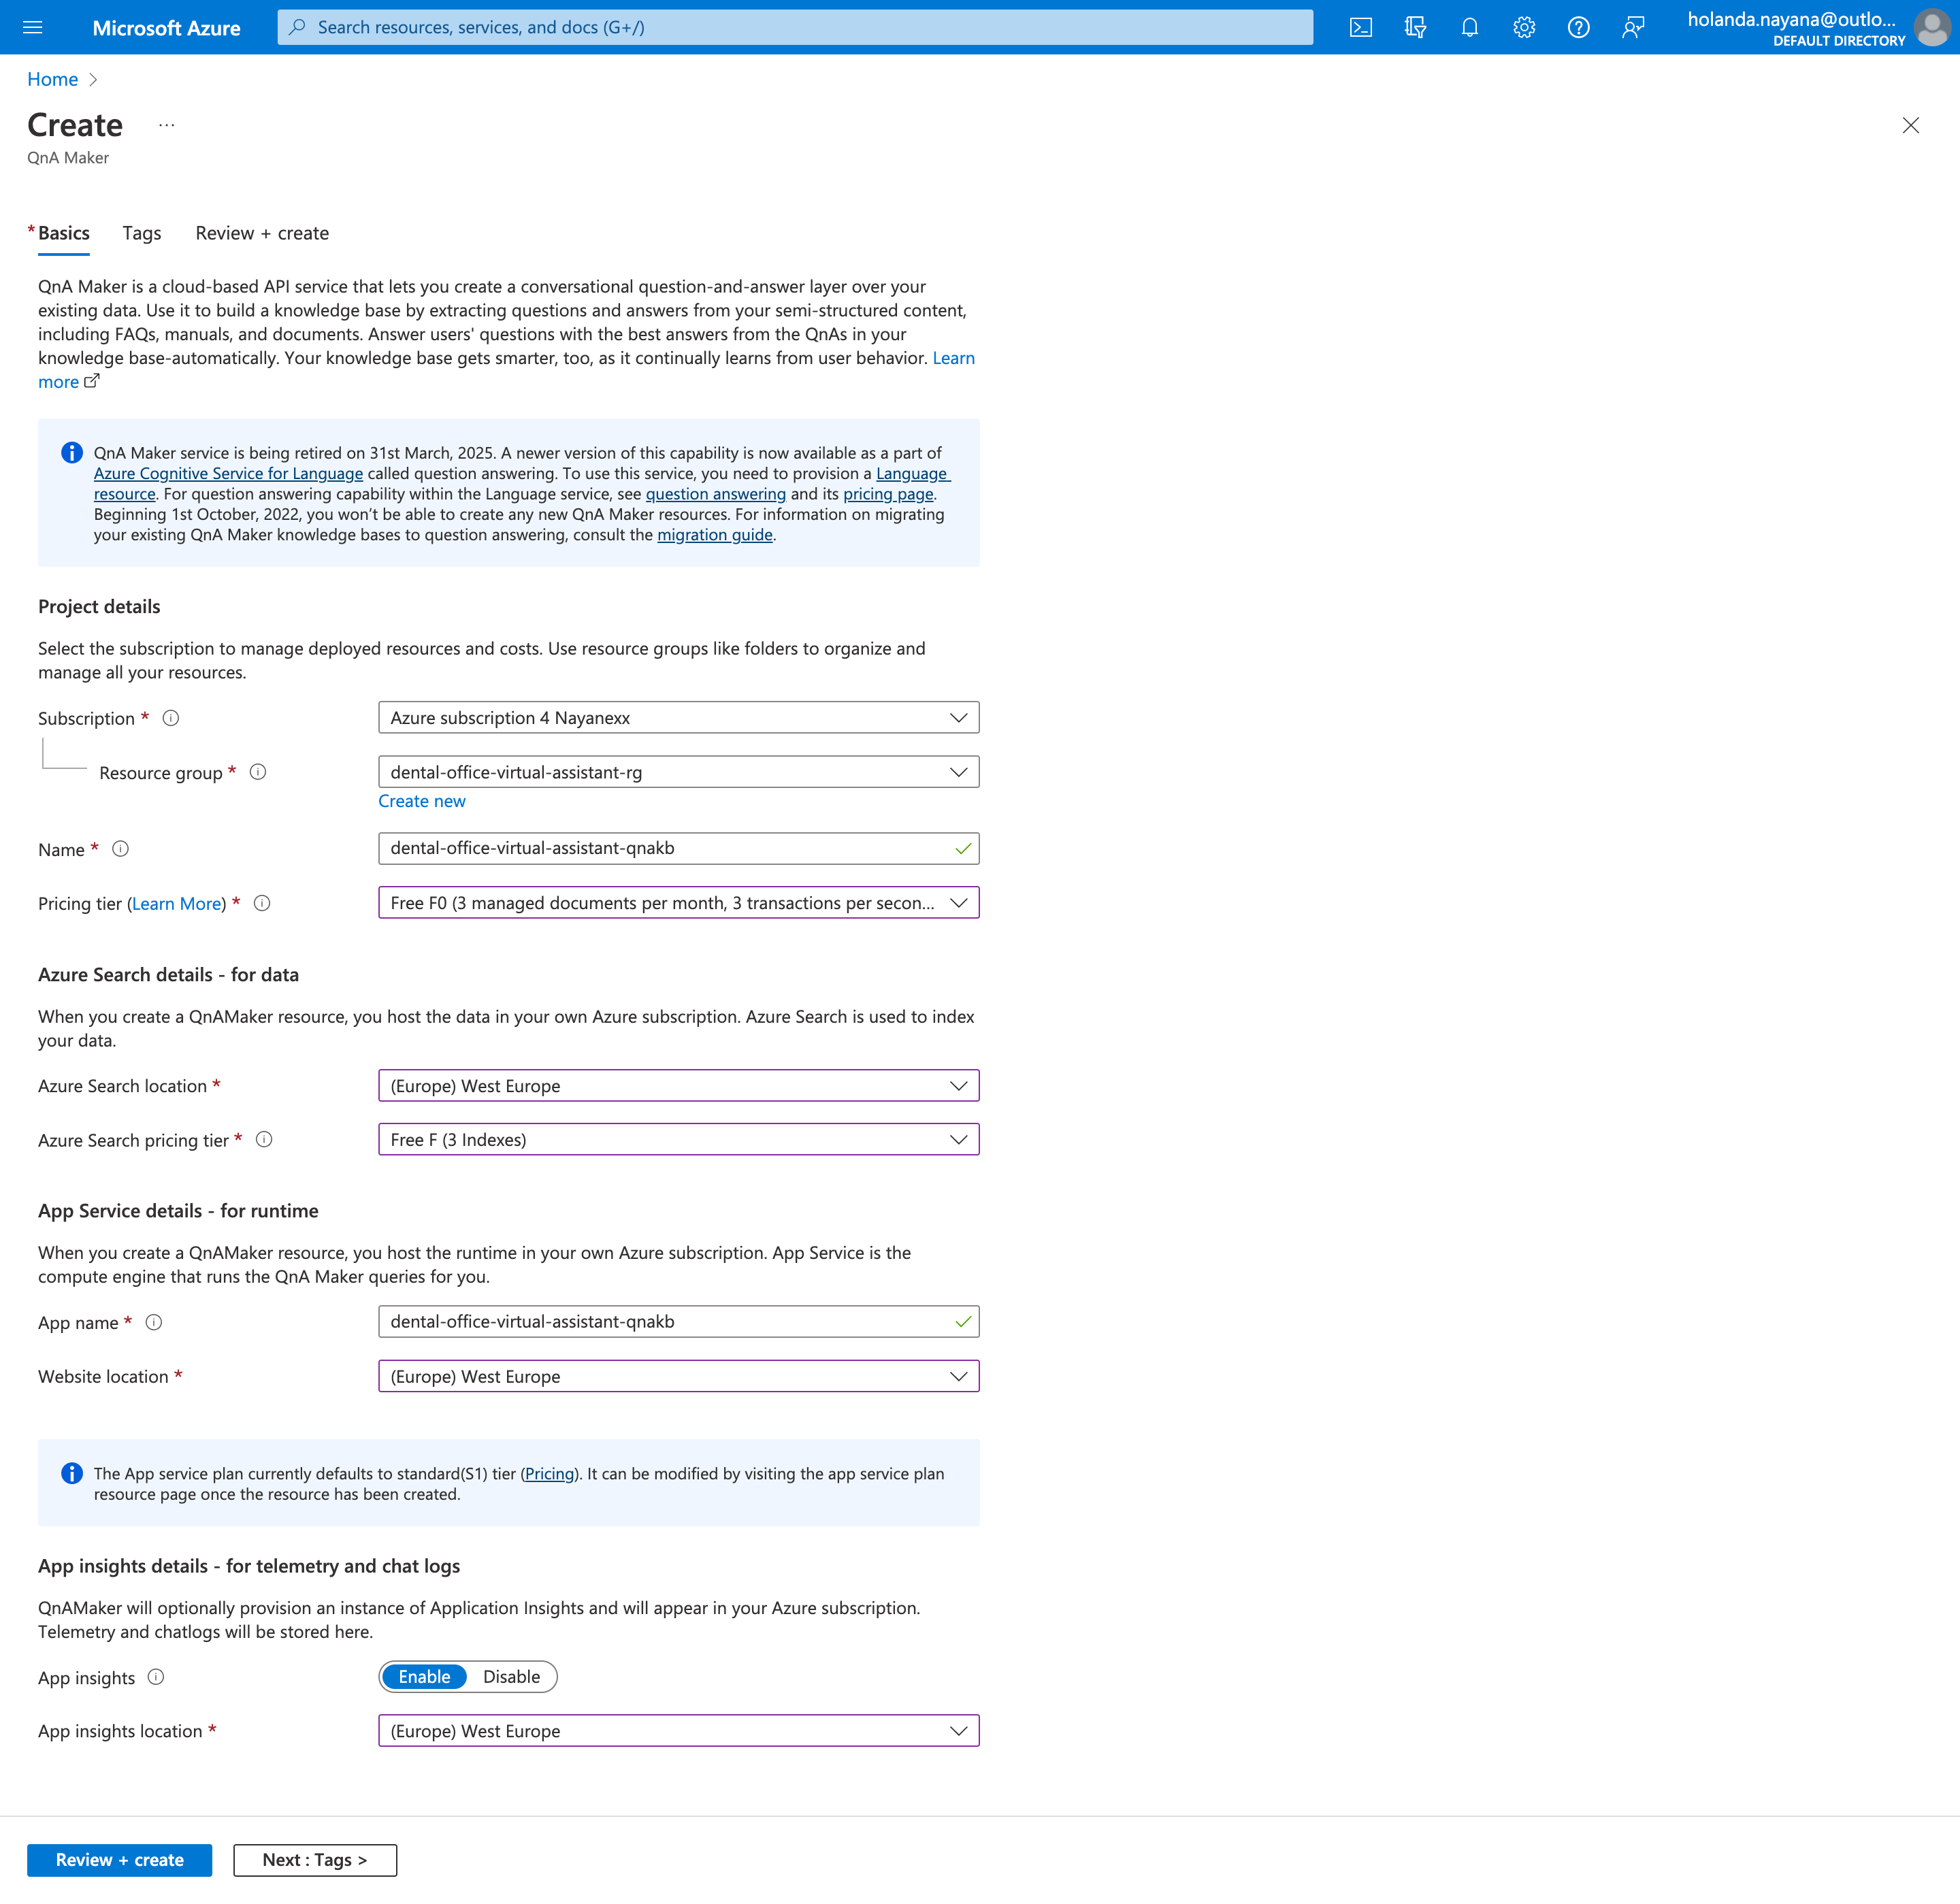 Microsoft Azure
Search resources, services, and docs (G+/)
holanda.nayana@outlo...
DEFAULT DIRECTORY
Home
Create ...
QnA Maker
* Basics
Tags
Review + create
QnA Maker is a cloud-based API service that lets you create a conversational question-and-answer layer over your
existing data. Use it to build a knowledge base by extracting questions and answers from your semi-structured content,
including FAQs, manuals, and documents. Answer users' questions with the best answers from the QnAs in your
knowledge base-automatically. Your knowledge base gets smarter, too, as it continually learns from user behavior. Learn
more
QnA Maker service is being retired on 31st March, 2025. A newer version of this capability is now available as a part of
Azure Cognitive Service for Language called question answering. To use this service, you need to provision a Language
resource. For question answering capability within the Language service, see question answering and its pricing page.
Beginning 1st October, 2022, you won't be able to create any new QnA Maker resources. For information on migrating
your existing QnA Maker knowledge bases to question answering, consult the migration guide.
Project details
Select the subscription to manage deployed resources and costs. Use resource groups like folders to organize and
manage all your resources.
Subscription *
Azure subscription 4 Nayanexx
Resource group *
dental-office-virtual-assistant-rg
Create new
Name *
dental-office-virtual-assistant-qnakb
Pricing tier (Learn More) *
Free F0 (3 managed documents per month, 3 transactions per secon...
Azure Search details - for data
When you create a QnAMaker resource, you host the data in your own Azure subscription. Azure Search is used to index
your data.
Azure Search location *
(Europe) West Europe
Azure Search pricing tier *
Free F (3 Indexes)
App Service details - for runtime
When you create a QnAMaker resource, you host the runtime in your own Azure subscription. App Service is the
compute engine that runs the QnA Maker queries for you.
App name *
dental-office-virtual-assistant-qnakb
Website location *
(Europe) West Europe
The App service plan currently defaults to standard(S1) tier (Pricing). It can be modified by visiting the app service plan
resource page once the resource has been created.
App insights details - for telemetry and chat logs
QnAMaker will optionally provision an instance of Application Insights and will appear in your Azure subscription.
Telemetry and chatlogs will be stored here.
App insights
Enable
Disable
App insights location *
(Europe) West Europe
Review + create
Next : Tags >